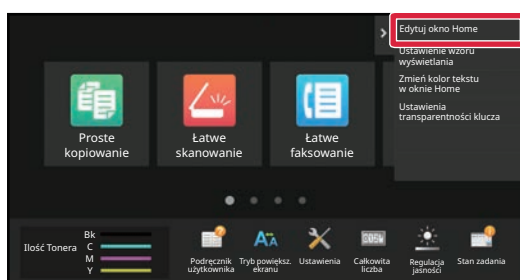 Edytuj okno Home
Ustawienie wzoru
wyświetlania
Zmień kolor tekstu
w oknie Home
Ustawienia
transparentności klucza
Proste
kopiowanie
Łatwe
skanowanie
Łatwe
faksowanie
Ilość Tonera
Bk
C
M
Y
Podręcznik
użytkownika
Tryb powiększ.
ekranu
Ustawienia
Całkowita
liczba
Regulacja
jasności
Stan zadania